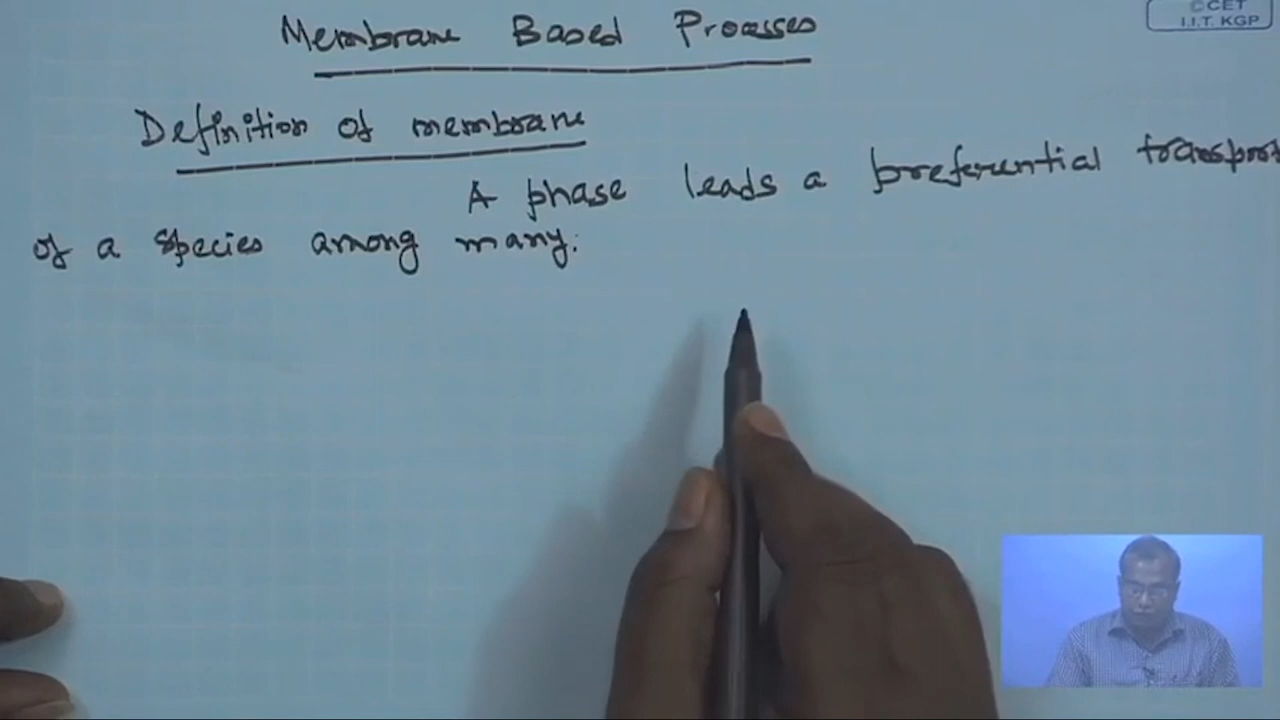 ©CET
I.I.T. KGP
Membrane Based Processes
Definition of membrane
A phase leads a preferential transport
of a species among many.